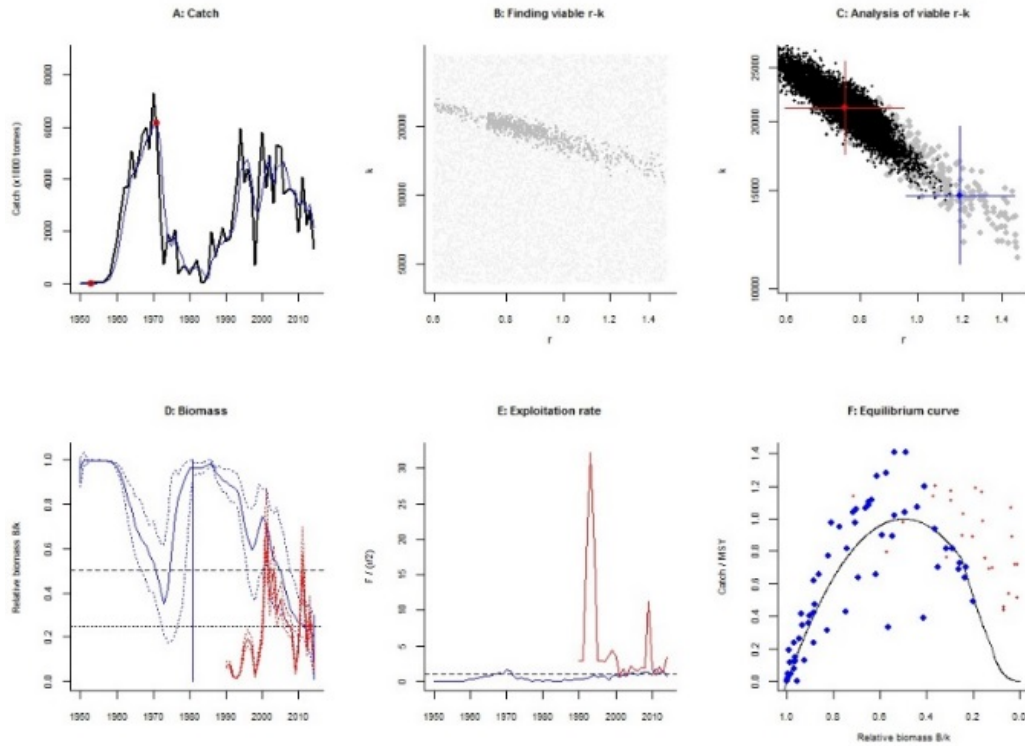 A: Catch
B: Finding viable r-k
C: Analysis of viable r-k
Catch (x1000 tonnes)
0 2000 4000 6000 8000
1950 1960 1970 1980 1990 2000 2010
k
5000 10000 20000
0.6 0.8 1.0 1.2 1.4
r
k
10000 15000 20000 25000
0.6 0.8 1.0 1.2 1.4
r
D: Biomass
E: Exploitation rate
F: Equilibrium curve
Relative biomass B/k
0.0 0.2 0.4 0.6 0.8 1.0
1950 1960 1970 1980 1990 2000 2010
F / (r/2)
0 5 10 15 20 25 30
1950 1960 1970 1980 1990 2000 2010
Catch / MSY
0.0 0.2 0.4 0.6 0.8 1.0 1.2 1.4
1.0 0.8 0.6 0.4 0.2 0.0
Relative biomass B/k